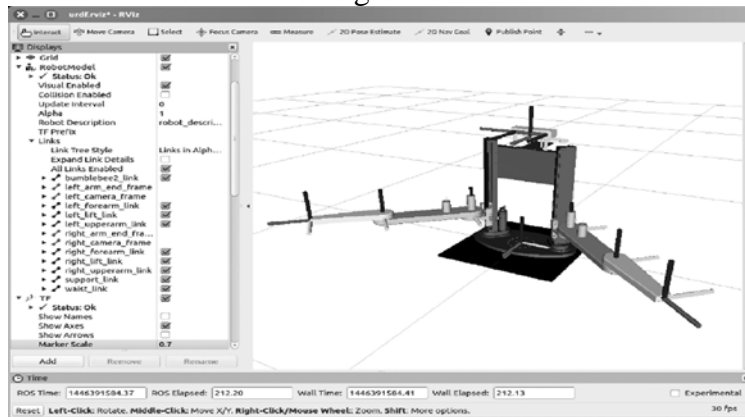 urdf.rviz* - RViz
Interact Move Camera Select Focus Camera Measure 2D Pose Estimate 2D Nav Goal Publish Point
Displays
Grid
RobotModel
Status: Ok
Visual Enabled
Collision Enabled
Update Interval 0
Alpha 1
Robot Description robot_descri...
TF Prefix
Links
Link Tree Style Links in Alph...
Expand Link Details
All Links Enabled
bumblebee2_link
left_arm_end_frame
left_camera_frame
left_forearm_link
left_lift_link
left_upperarm_link
right_arm_end_fra...
right_camera_frame
right_forearm_link
right_lift_link
right_upperarm_link
support_link
waist_link
TF
Status: Ok
Show Names
Show Axes
Show Arrows
Marker Scale 0.7
Add Remove Rename
Time
ROS Time: 1446391584.37 ROS Elapsed: 212.20 Wall Time: 1446391584.41 Wall Elapsed: 212.13 Experimental
Reset Left-Click: Rotate. Middle-Click: Move X/Y. Right-Click/Mouse Wheel: Zoom. Shift: More options. 30 fps